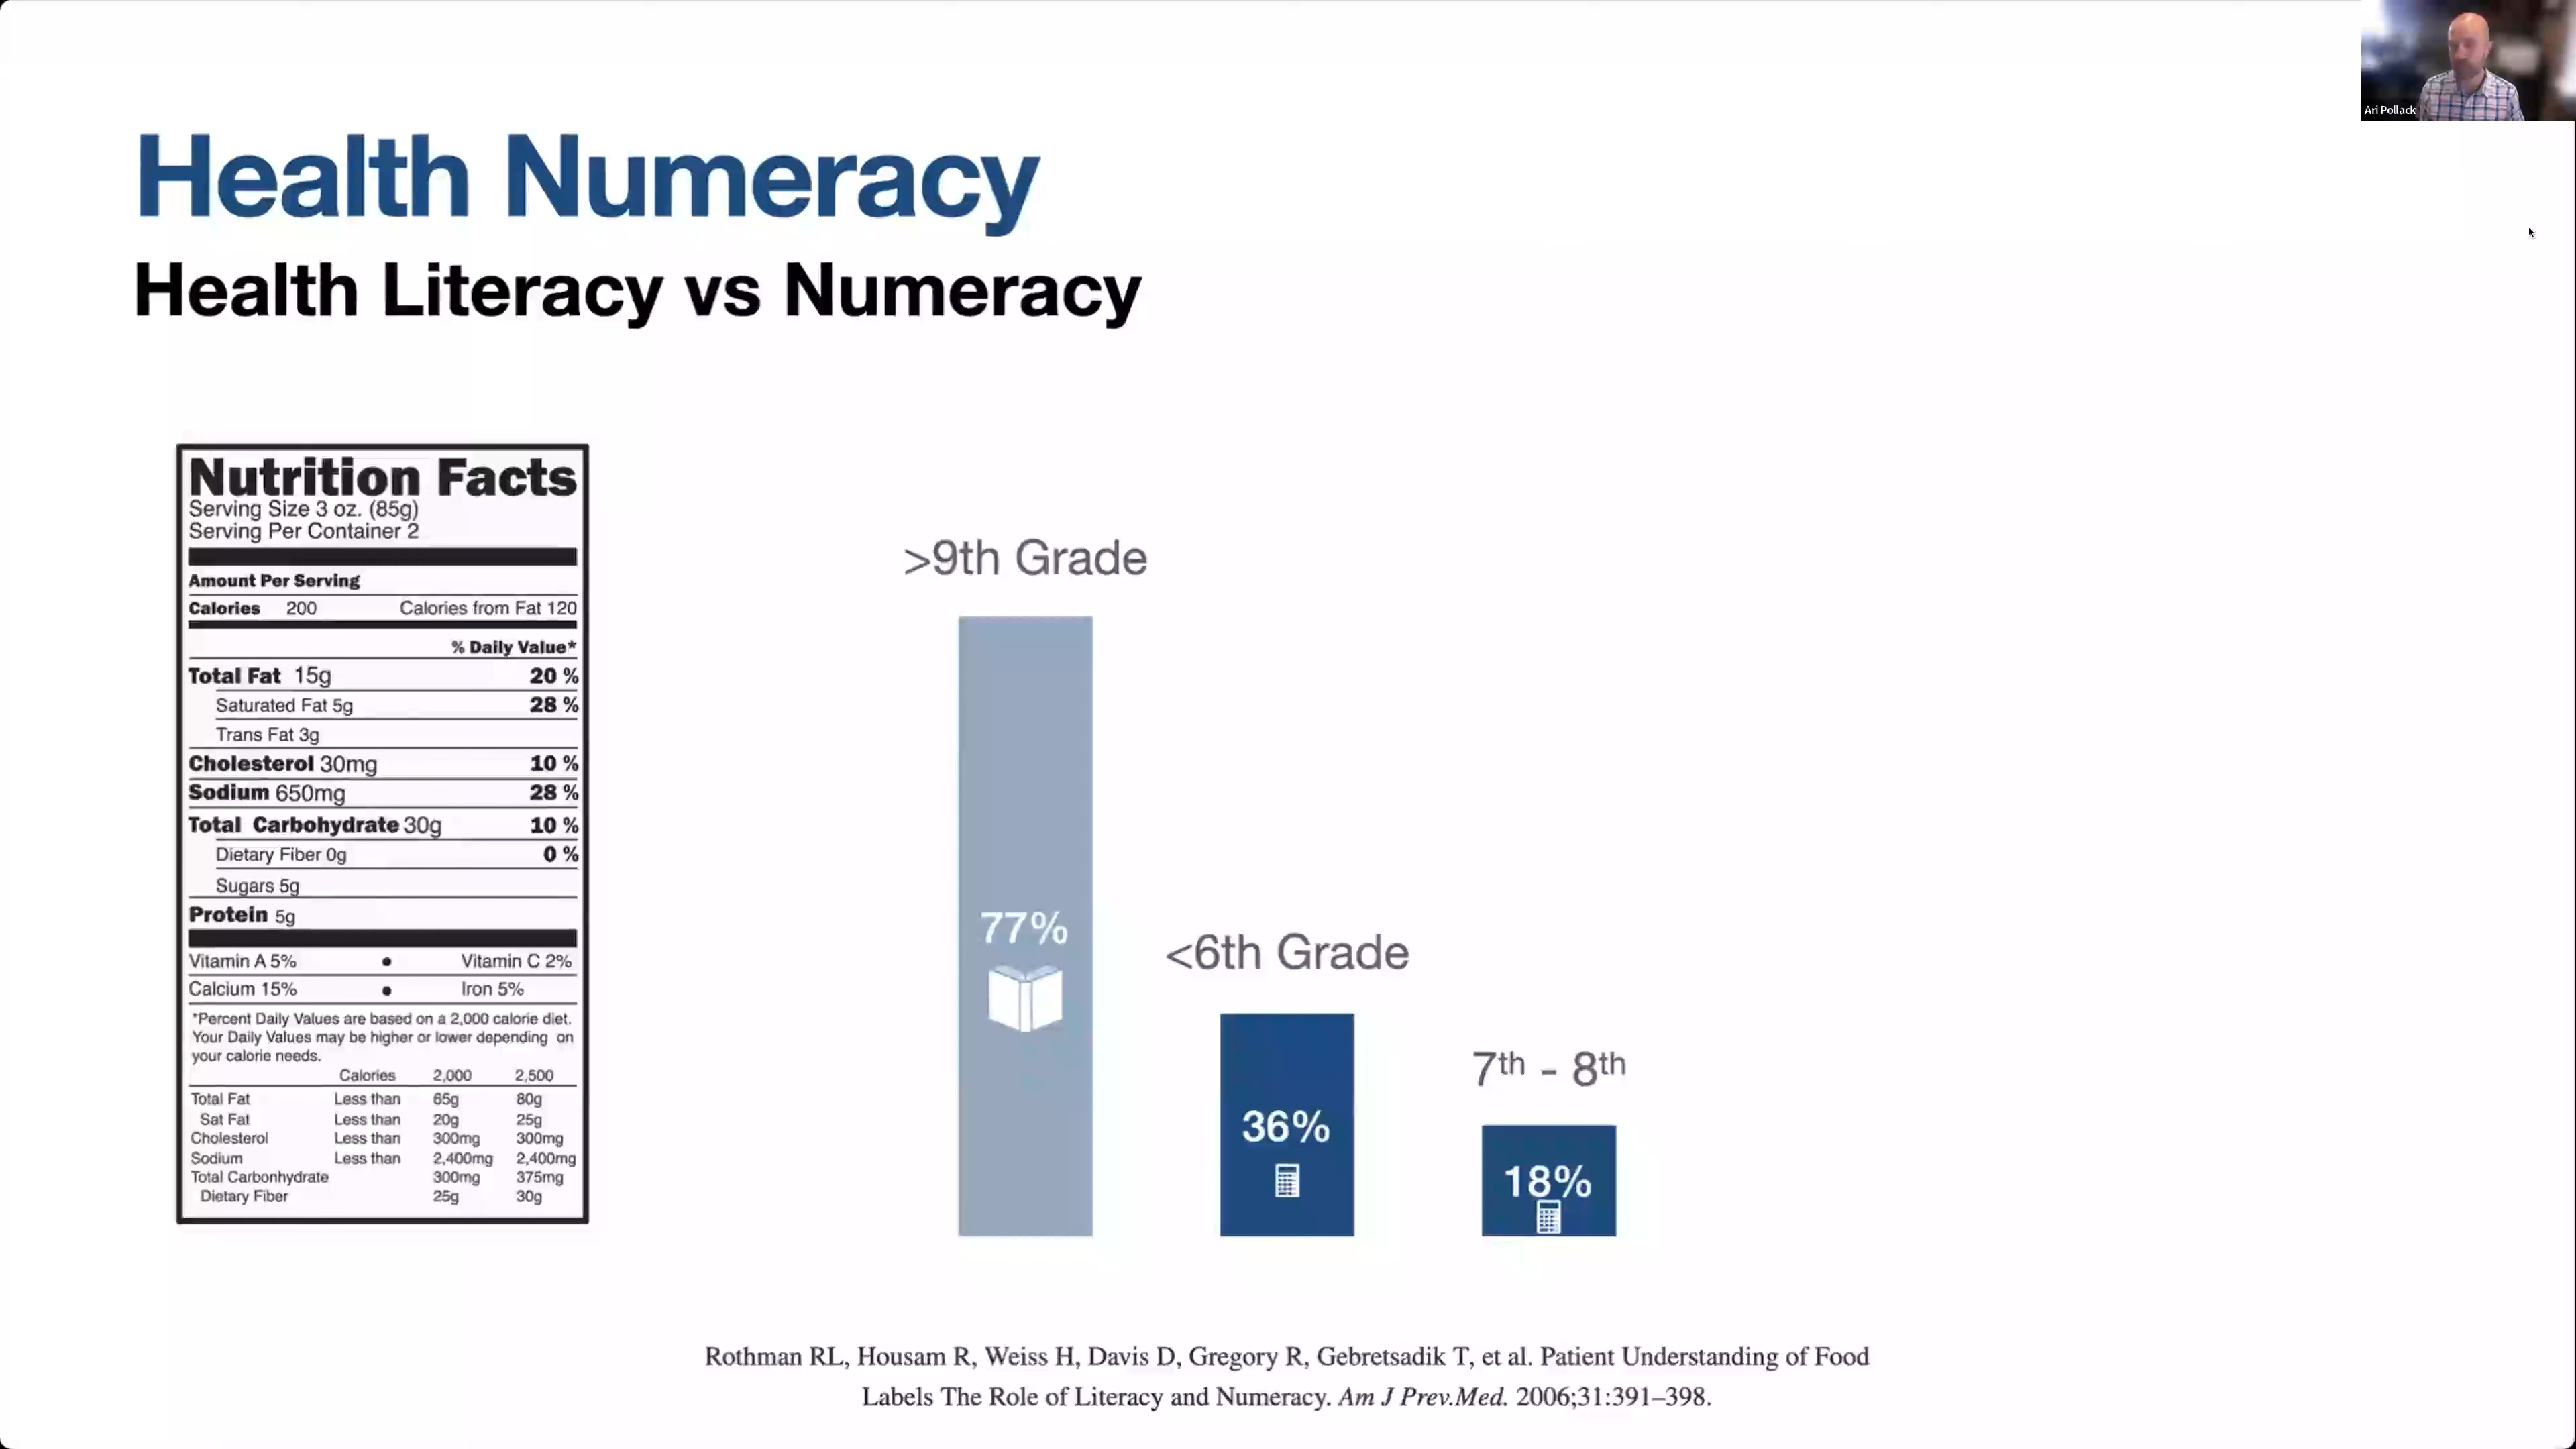 Ari Pollack
Health Numeracy
Health Literacy vs Numeracy
Nutrition Facts
Serving Size 3 oz. (85g)
Serving Per Container 2
Amount Per Serving
Calories 200 Calories from Fat 120
% Daily Value*
Total Fat 15g 20 %
Saturated Fat 5g 28 %
Trans Fat 3g
Cholesterol 30mg 10 %
Sodium 650mg 28 %
Total Carbohydrate 30g 10 %
Dietary Fiber 0g 0 %
Sugars 5g
Protein 5g
Vitamin A 5% • Vitamin C 2%
Calcium 15% • Iron 5%
*Percent Daily Values are based on a 2,000 calorie diet.
Your Daily Values may be higher or lower depending on
your calorie needs.
Calories 2,000 2,500
Total Fat Less than 65g 80g
Sat Fat Less than 20g 25g
Cholesterol Less than 300mg 300mg
Sodium Less than 2,400mg 2,400mg
Total Carbonhydrate 300mg 375mg
Dietary Fiber 25g 30g
>9th Grade
77%
<6th Grade
36%
7th - 8th
18%
Rothman RL, Housam R, Weiss H, Davis D, Gregory R, Gebretsadik T, et al. Patient Understanding of Food
Labels The Role of Literacy and Numeracy. Am J Prev.Med. 2006;31:391–398.